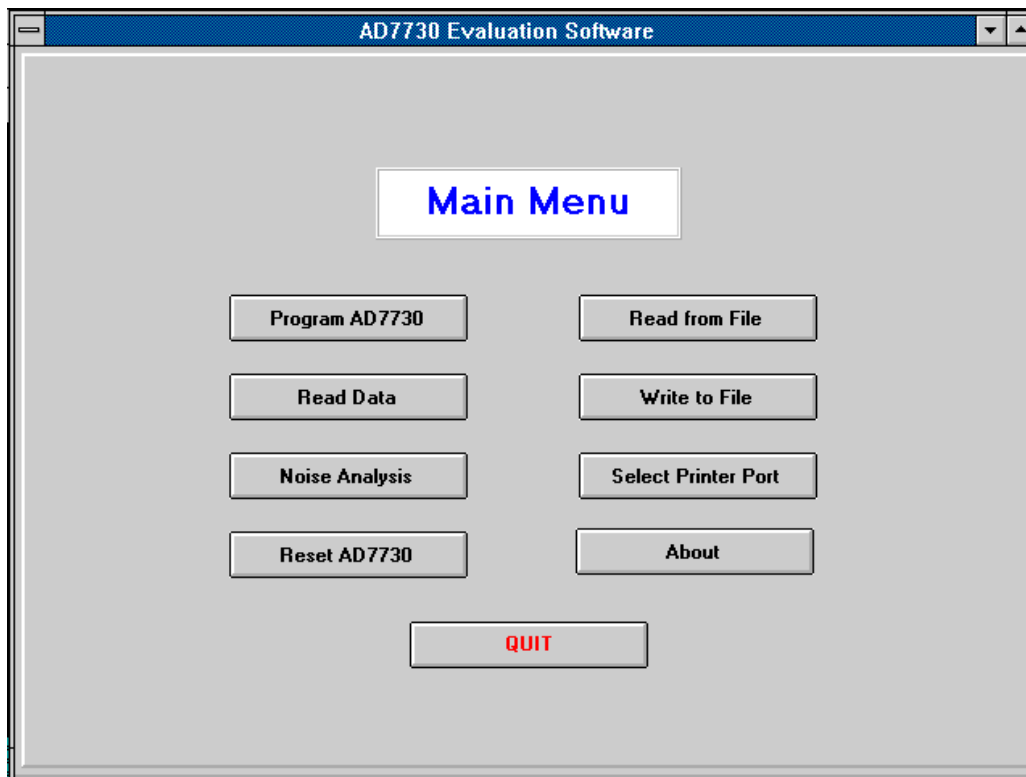 AD7730 Evaluation Software
Main Menu
Program AD7730
Read from File
Read Data
Write to File
Noise Analysis
Select Printer Port
Reset AD7730
About
QUIT